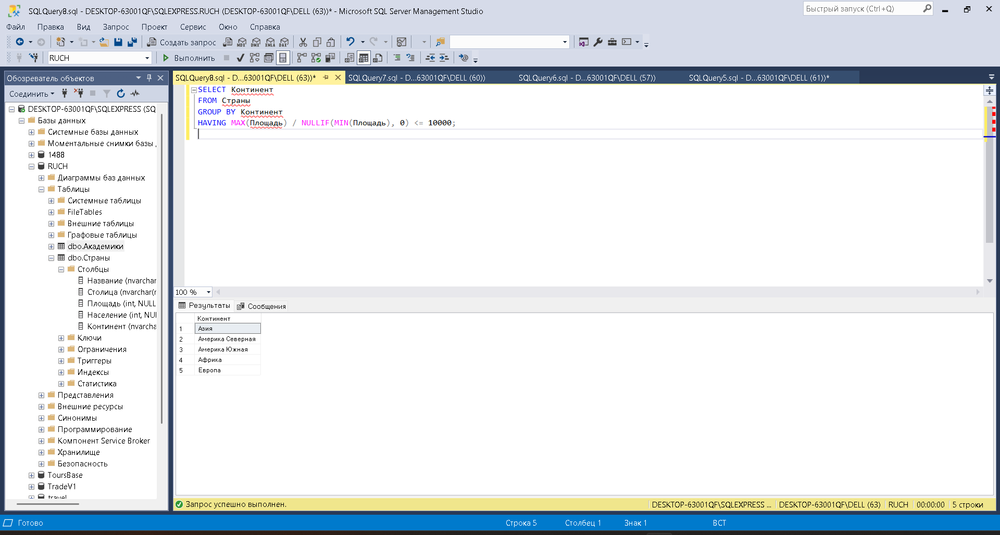 SQLQuery8.sql - DESKTOP-63001QF\SQLEXPRESS.RUCH (DESKTOP-63001QF\DELL (63))* - Microsoft SQL Server Management Studio
Быстрый запуск (Ctrl+Q)
Файл Правка Вид Запрос Проект Сервис Окно Справка
Создать запрос MDX DMX XMLA DAX
RUCH Выполнить
Обозреватель объектов
Соединить
DESKTOP-63001QF\SQLEXPRESS (SQ
Базы данных
Системные базы данных
Моментальные снимки базы
1488
RUCH
Диаграммы баз данных
Таблицы
Системные таблицы
FileTables
Внешние таблицы
Графовые таблицы
dbo.Академики
dbo.Страны
Столбцы
Название (nvarchar
Столица (nvarchar(
Площадь (int, NULL
Население (int, NU
Континент (nvarcha
Ключи
Ограничения
Триггеры
Индексы
Статистика
Представления
Внешние ресурсы
Синонимы
Программирование
Компонент Service Broker
Хранилище
Безопасность
ToursBase
TradeV1
travel
SQLQuery8.sql - D...63001QF\DELL (63))* SQLQuery7.sql - D...63001QF\DELL (60)) SQLQuery6.sql - D...63001QF\DELL (57)) SQLQuery5.sql - D...63001QF\DELL (61))*
SELECT Континент
FROM Страны
GROUP BY Континент
HAVING MAX(Площадь) / NULLIF(MIN(Площадь), 0) <= 10000;
100 %
Результаты Сообщения
Континент
1 Азия
2 Америка Северная
3 Америка Южная
4 Африка
5 Европа
Запрос успешно выполнен. DESKTOP-63001QF\SQLEXPRESS ... DESKTOP-63001QF\DELL (63) RUCH 00:00:00 5 строки
Готово Строка 5 Столбец 1 Знак 1 ВСТ